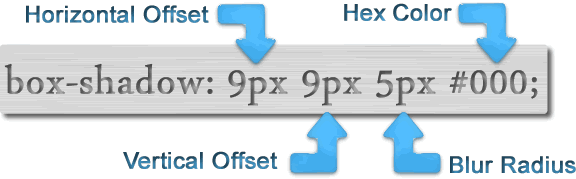 Horizontal Offset Hex Color
box-shadow: 9px 9px 5px #000;
Vertical Offset Blur Radius